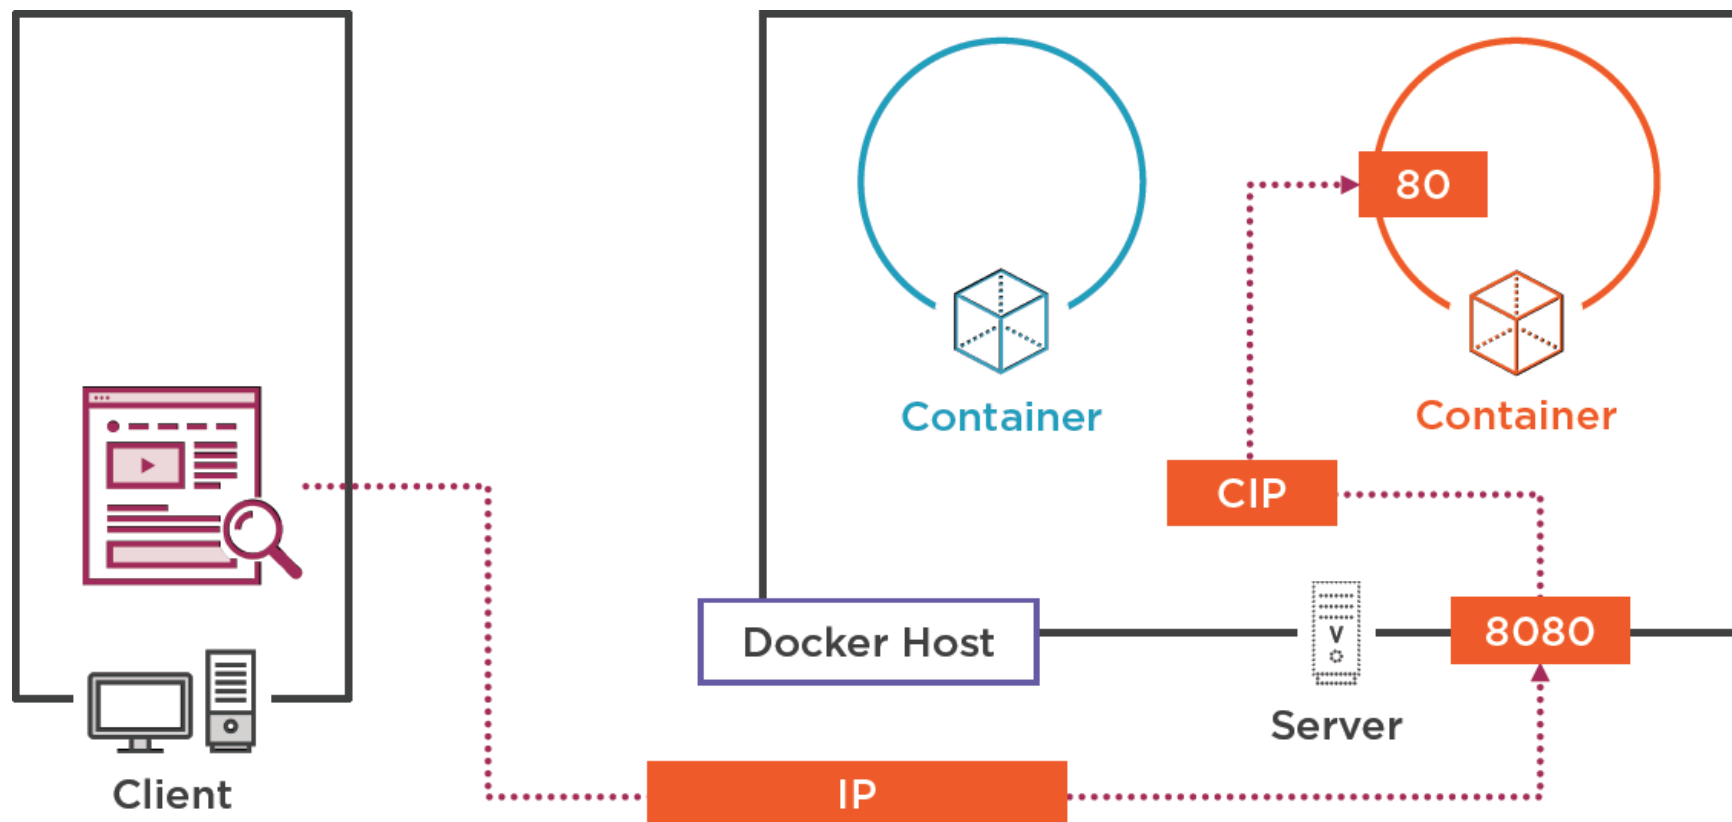 80
Container
Container
CIP
V
Docker Host
8080
Server
IP
Client